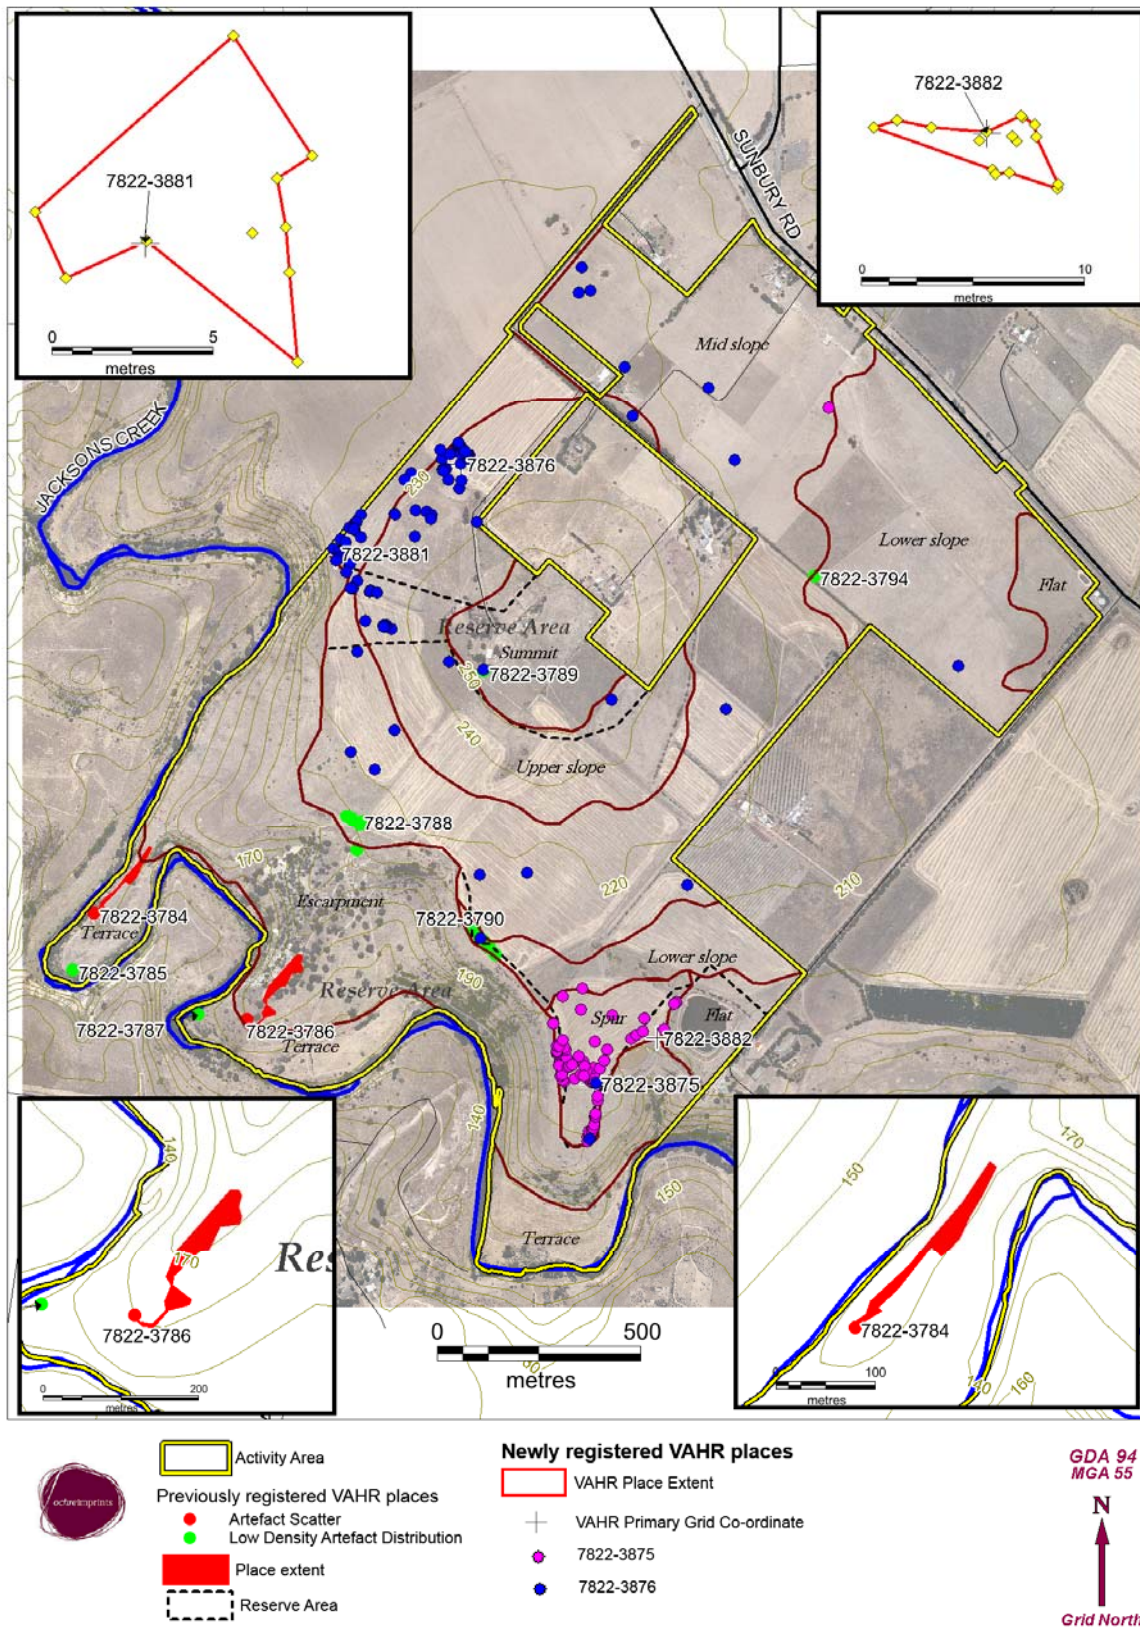 7822-3881
0 5
metres
7822-3882
0 10
metres
SUNBURY RD
JACKSONS CREEK
Mid slope
7822-3876
230
7822-3881
Lower slope
7822-3794
Flat
Reserve Area
Summit
7822-3789
250
240
Upper slope
7822-3788
170
220
210
Escarpment
7822-3784
Terrace
7822-3790
Lower slope
7822-3785
190
Reserve Area
7822-3787
7822-3786
Terrace
Spur
Flat
7822-3882
7822-3875
140
150
Terrace
Res
0 500
metres
140
170
7822-3786
0 200
metres
150
170
7822-3784
100
metres
140
160
ochreimprints
Activity Area
Previously registered VAHR places
Artefact Scatter
Low Density Artefact Distribution
Place extent
Reserve Area
Newly registered VAHR places
VAHR Place Extent
VAHR Primary Grid Co-ordinate
7822-3875
7822-3876
GDA 94
MGA 55
N
Grid North